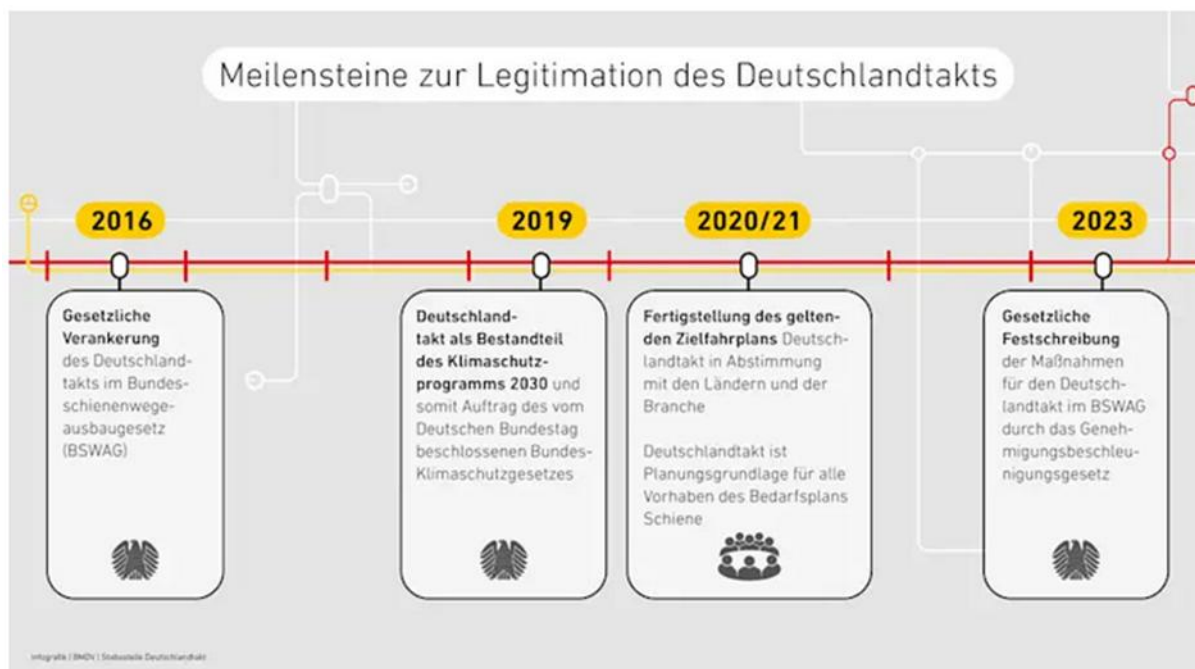 Meilensteine zur Legitimation des Deutschlandtakts
2016
Gesetzliche
Verankerung
des Deutschland-
takts im Bundes-
schienenwege-
ausbaugesetz
(BSWAG)
2019
Deutschland-
takt als Bestandteil
des Klimaschutz-
programms 2030 und
somit Auftrag des vom
Deutschen Bundestag
beschlossenen Bundes-
Klimaschutzgesetzes
2020/21
Fertigstellung des gelten-
den Zielfahrplans Deutsch-
landtakt in Abstimmung
mit den Ländern und der
Branche
Deutschlandtakt ist
Planungsgrundlage für alle
Vorhaben des Bedarfsplans
Schiene
2023
Gesetzliche
Festschreibung
der Maßnahmen
für den Deutsch-
landtakt im BSWAG
durch das Geneh-
migungsbeschleu-
nigungsgesetz
Infografik | BMDV | Stabsstelle Deutschlandtakt